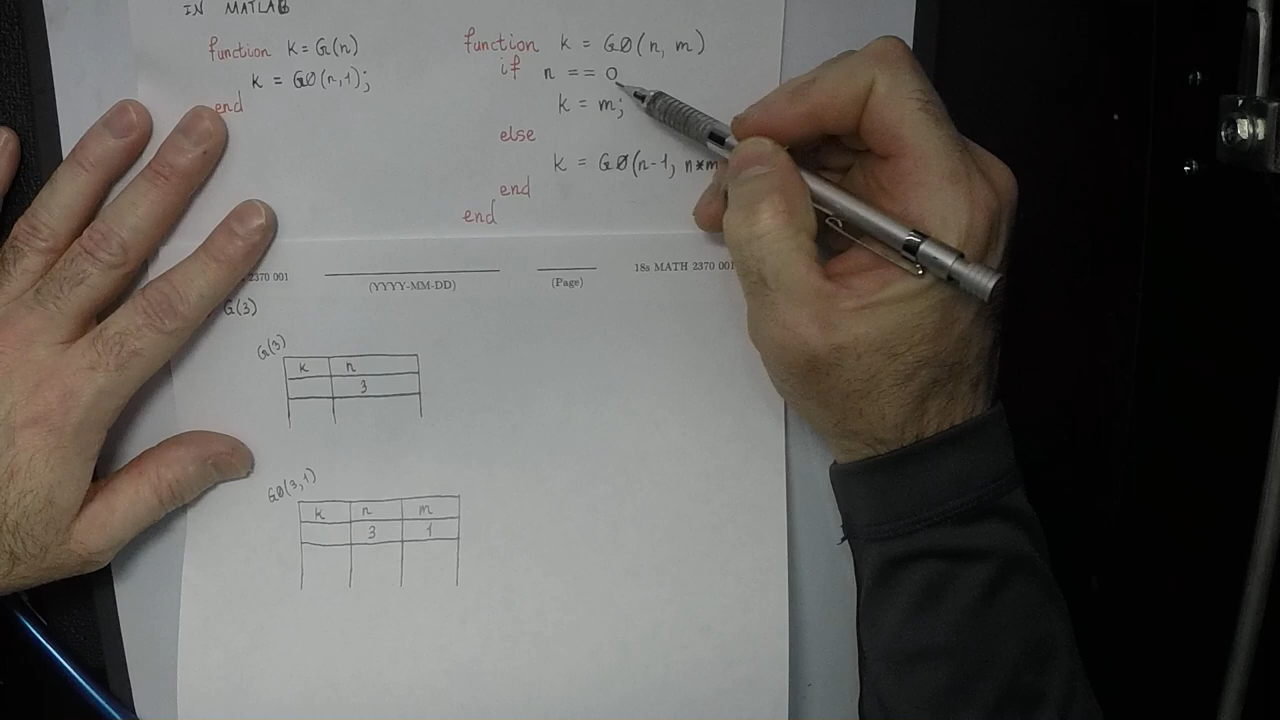 IN MATLAB
function k = G(n)
k = G0(n,1);
end
function k = G0(n, m)
if n == 0
k = m;
else
k = G0(n-1, n*m
end
end
2370 001
(YYYY-MM-DD)
(Page)
18s MATH 2370 001
G(3)
G(3)
k n
3
G0(3,1)
k n m
3 1